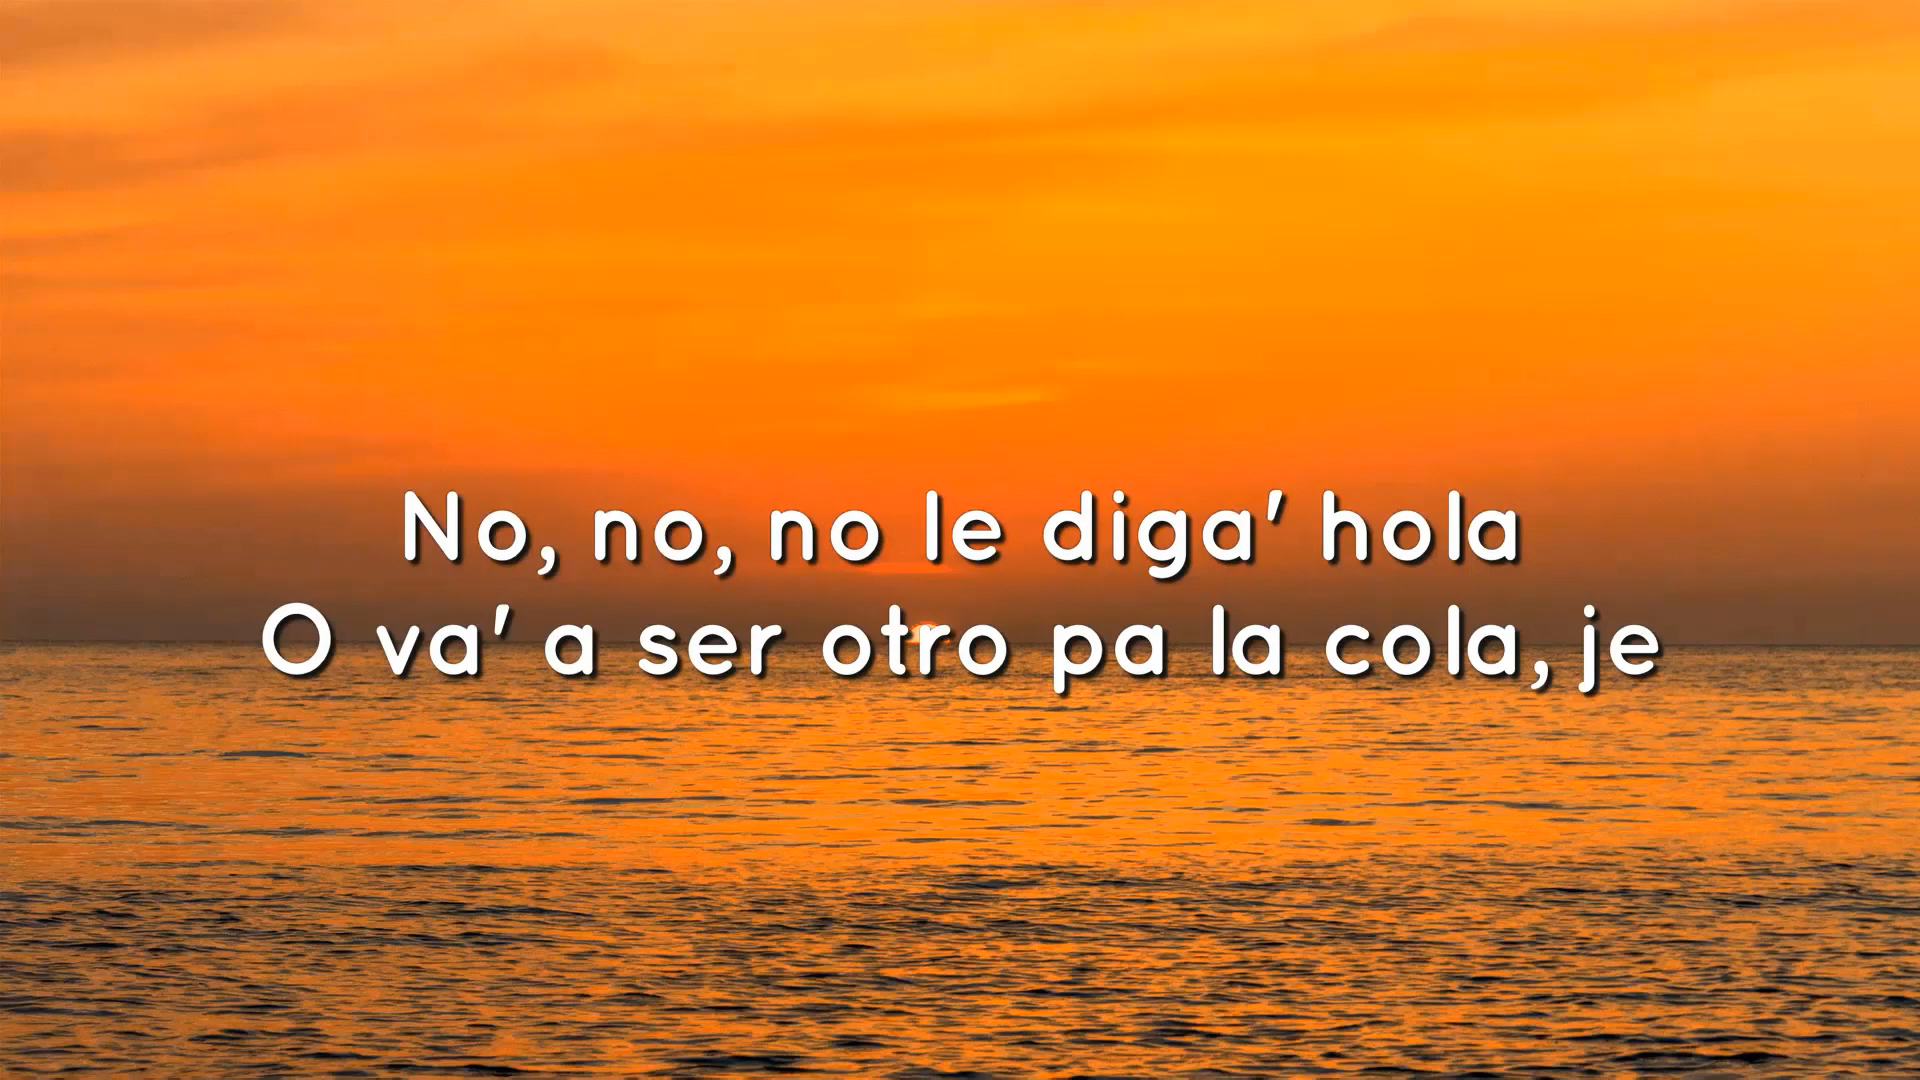 No, no, no le diga' hola
O va' a ser otro pa la cola, je